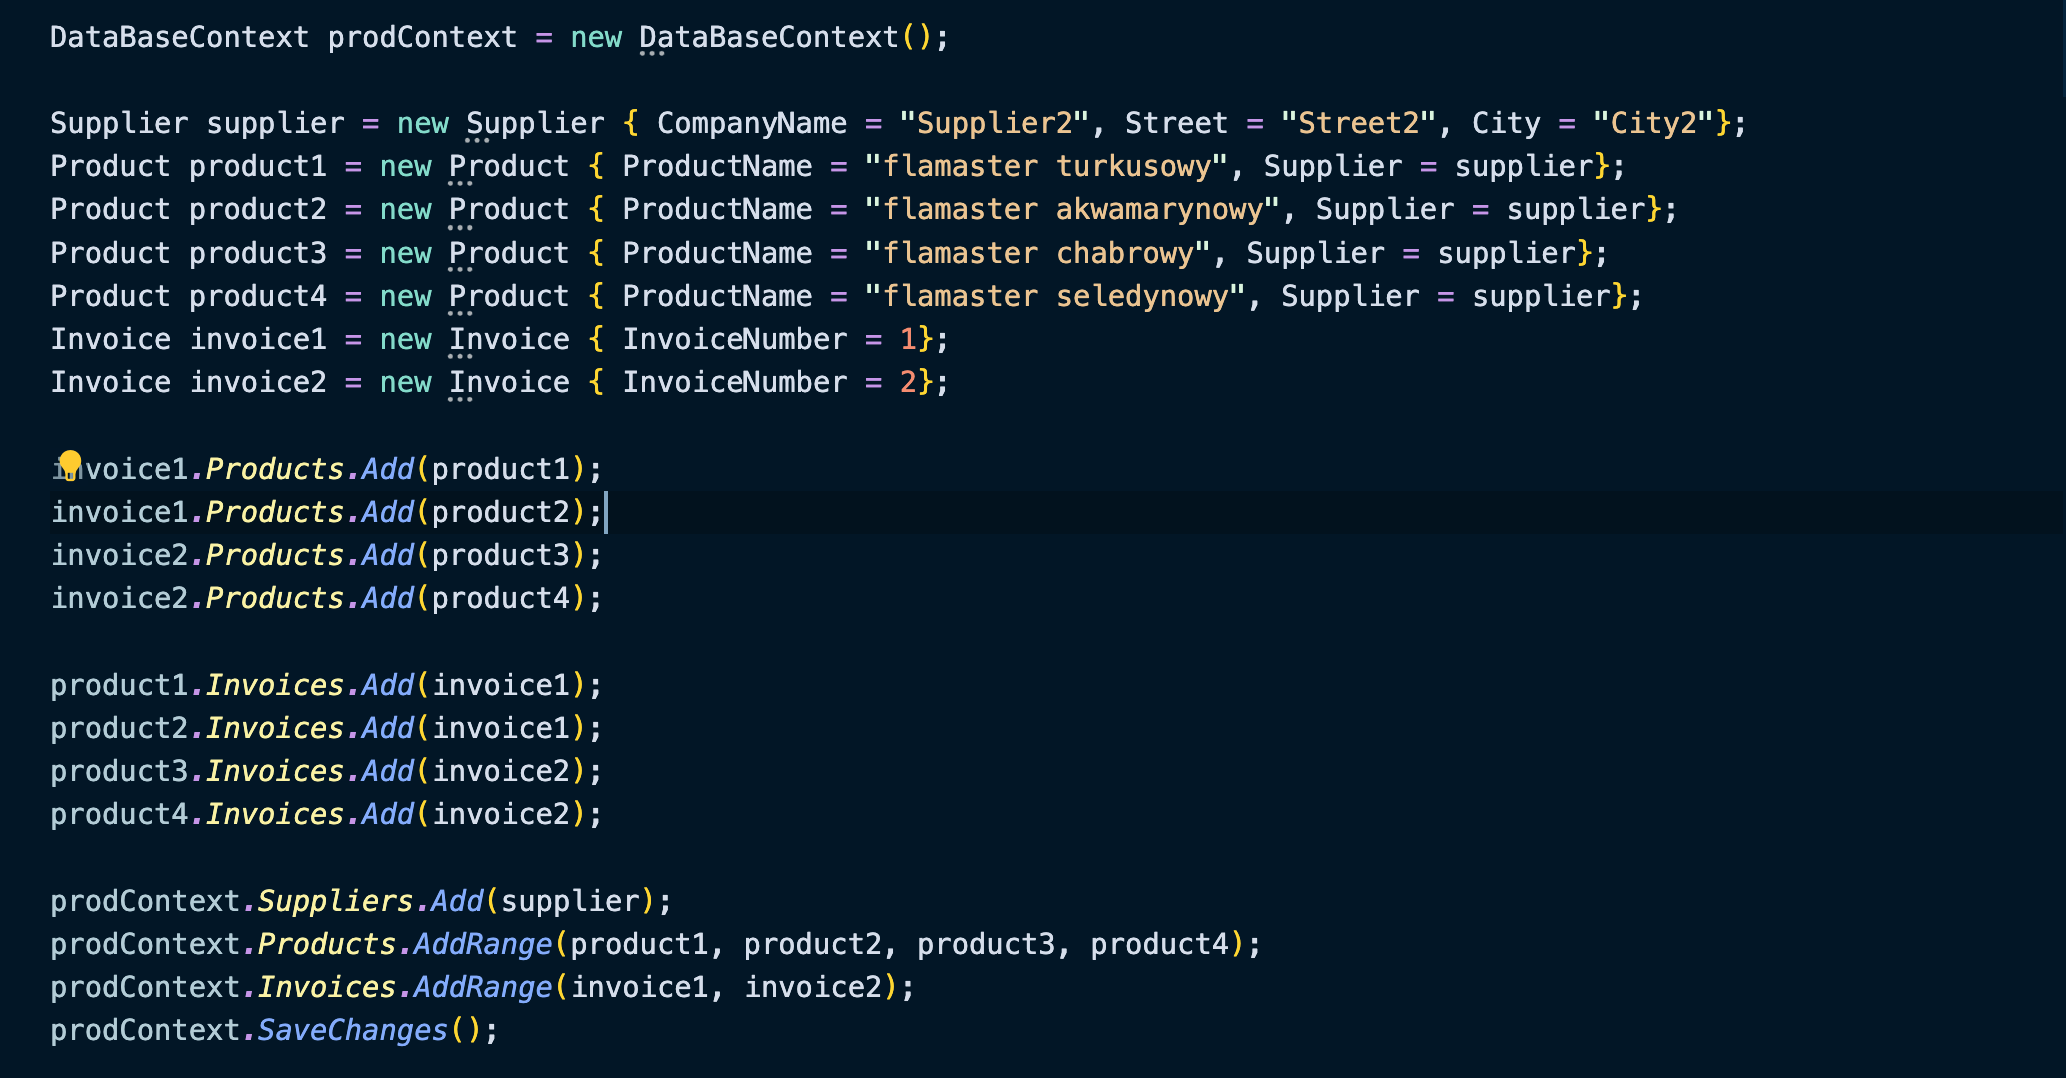 DataBaseContext prodContext = new DataBaseContext();
Supplier supplier = new Supplier { CompanyName = "Supplier2", Street = "Street2", City = "City2"};
Product product1 = new Product { ProductName = "flamaster turkusowy", Supplier = supplier};
Product product2 = new Product { ProductName = "flamaster akwamarynowy", Supplier = supplier};
Product product3 = new Product { ProductName = "flamaster chabrowy", Supplier = supplier};
Product product4 = new Product { ProductName = "flamaster seledynowy", Supplier = supplier};
Invoice invoice1 = new Invoice { InvoiceNumber = 1};
Invoice invoice2 = new Invoice { InvoiceNumber = 2};
invoice1.Products.Add(product1);
invoice1.Products.Add(product2);
invoice2.Products.Add(product3);
invoice2.Products.Add(product4);
product1.Invoices.Add(invoice1);
product2.Invoices.Add(invoice1);
product3.Invoices.Add(invoice2);
product4.Invoices.Add(invoice2);
prodContext.Suppliers.Add(supplier);
prodContext.Products.AddRange(product1, product2, product3, product4);
prodContext.Invoices.AddRange(invoice1, invoice2);
prodContext.SaveChanges();